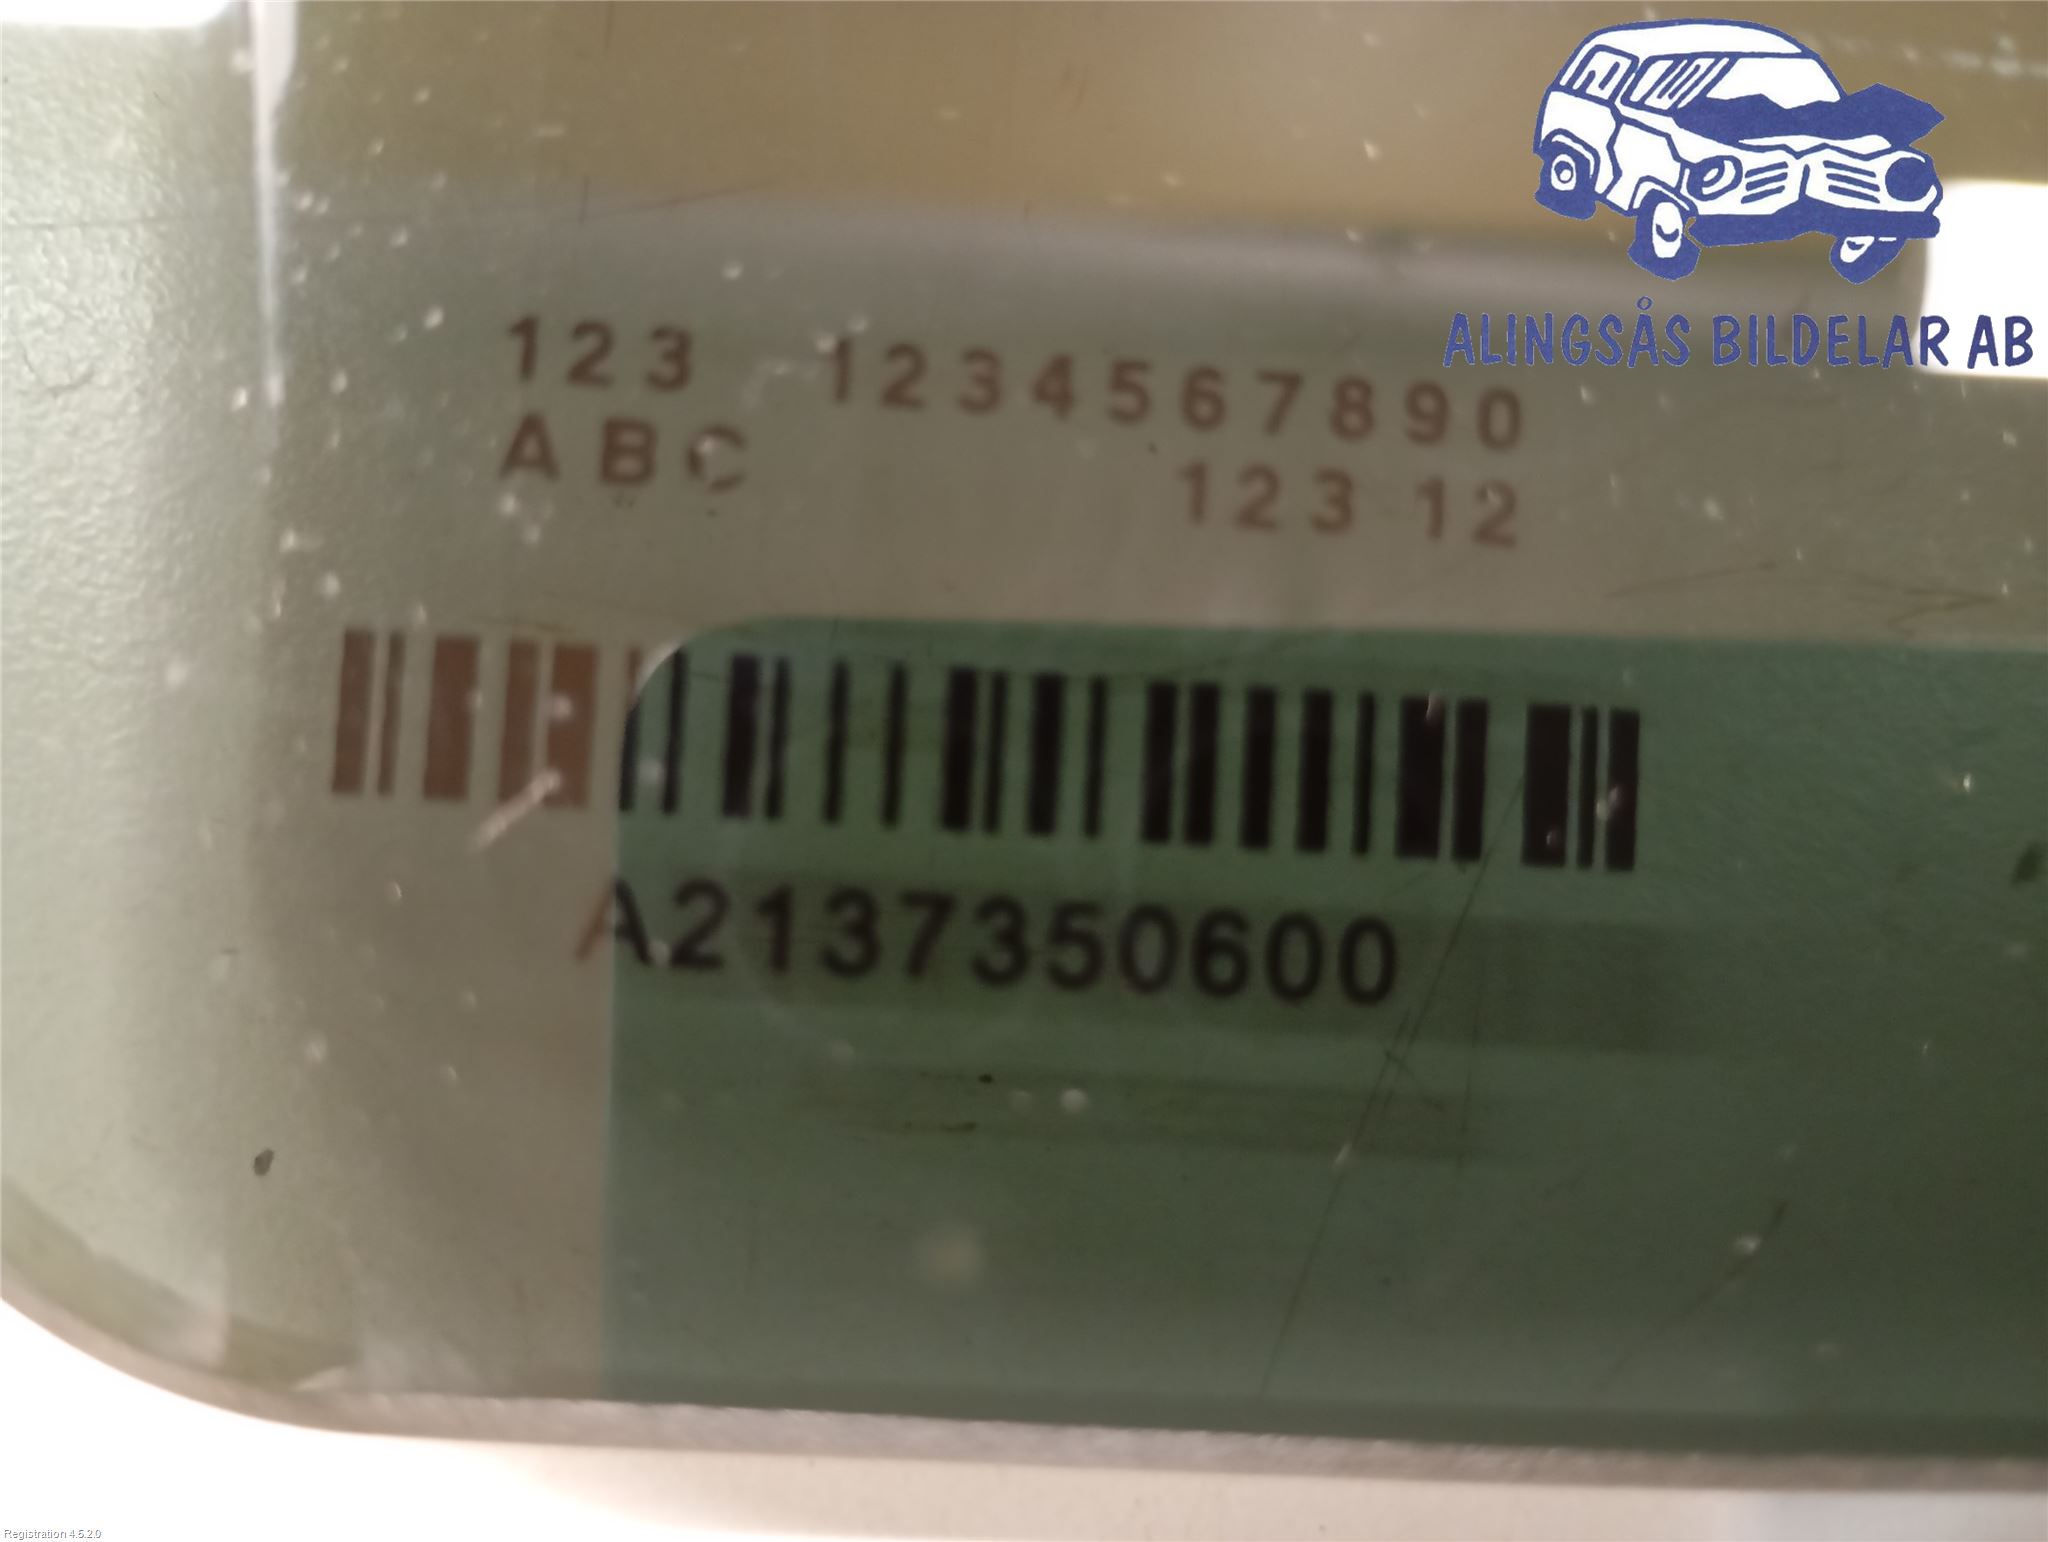 ALINGSÅS BILDELAR AB
123 1234567890
ABC 123 12
A2137350600
Registration 4.5.2.0